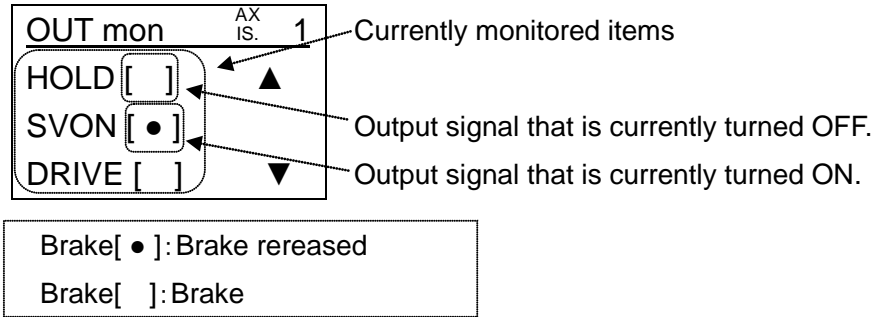 OUT mon AX IS. 1 Currently monitored items
HOLD [ ] ▲
SVON [ ● ] Output signal that is currently turned OFF.
DRIVE [ ] ▼ Output signal that is currently turned ON.
Brake[ ● ]:Brake rereased
Brake[ ]:Brake